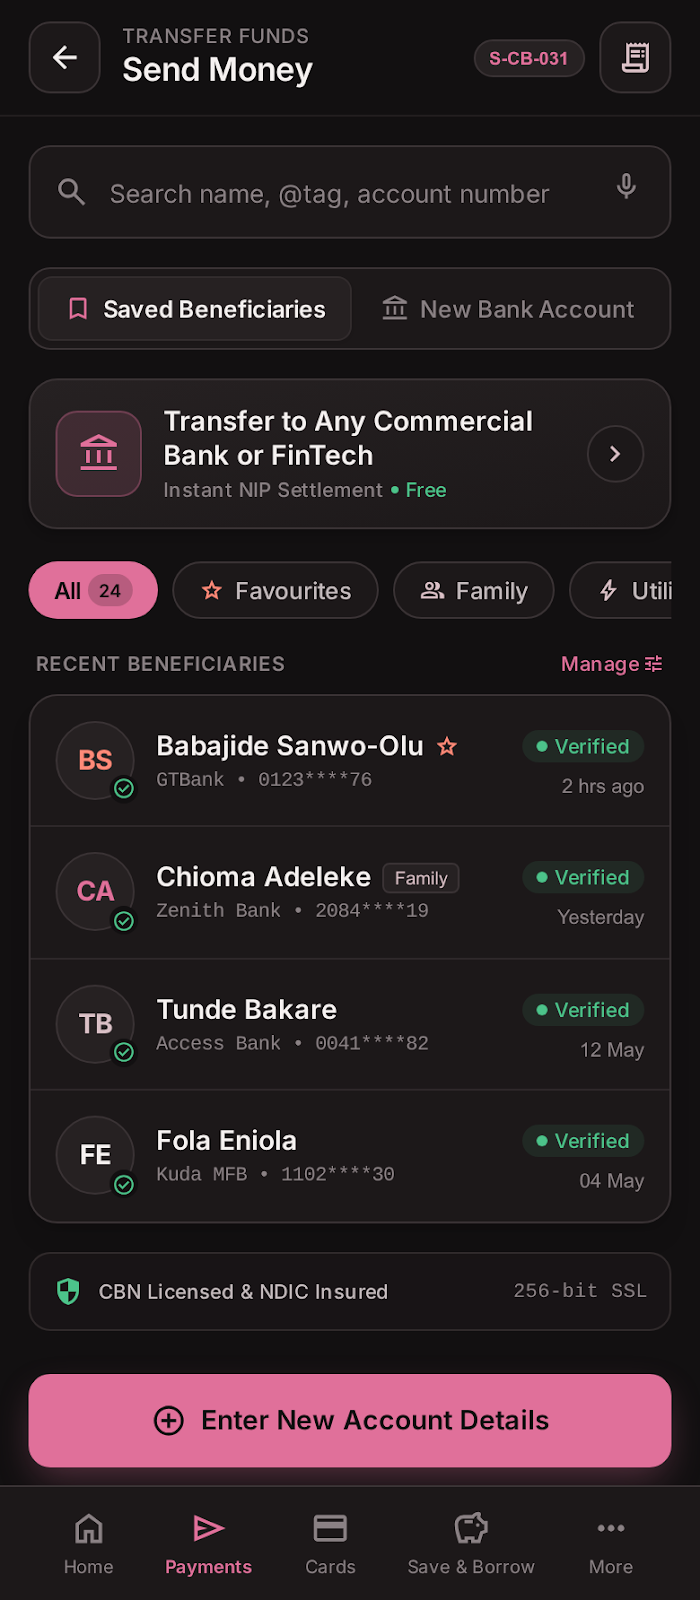 TRANSFER FUNDS
Send Money
S-CB-031
Search name, @tag, account number
Saved Beneficiaries
New Bank Account
Transfer to Any Commercial
Bank or FinTech
Instant NIP Settlement • Free
All 24
Favourites
Family
Utili
RECENT BENEFICIARIES
Manage
BS
Babajide Sanwo-Olu
Verified
GTBank • 0123****76
2 hrs ago
CA
Chioma Adeleke
Family
Verified
Zenith Bank • 2084****19
Yesterday
TB
Tunde Bakare
Verified
Access Bank • 0041****82
12 May
FE
Fola Eniola
Verified
Kuda MFB • 1102****30
04 May
CBN Licensed & NDIC Insured
256-bit SSL
Enter New Account Details
Home
Payments
Cards
Save & Borrow
More